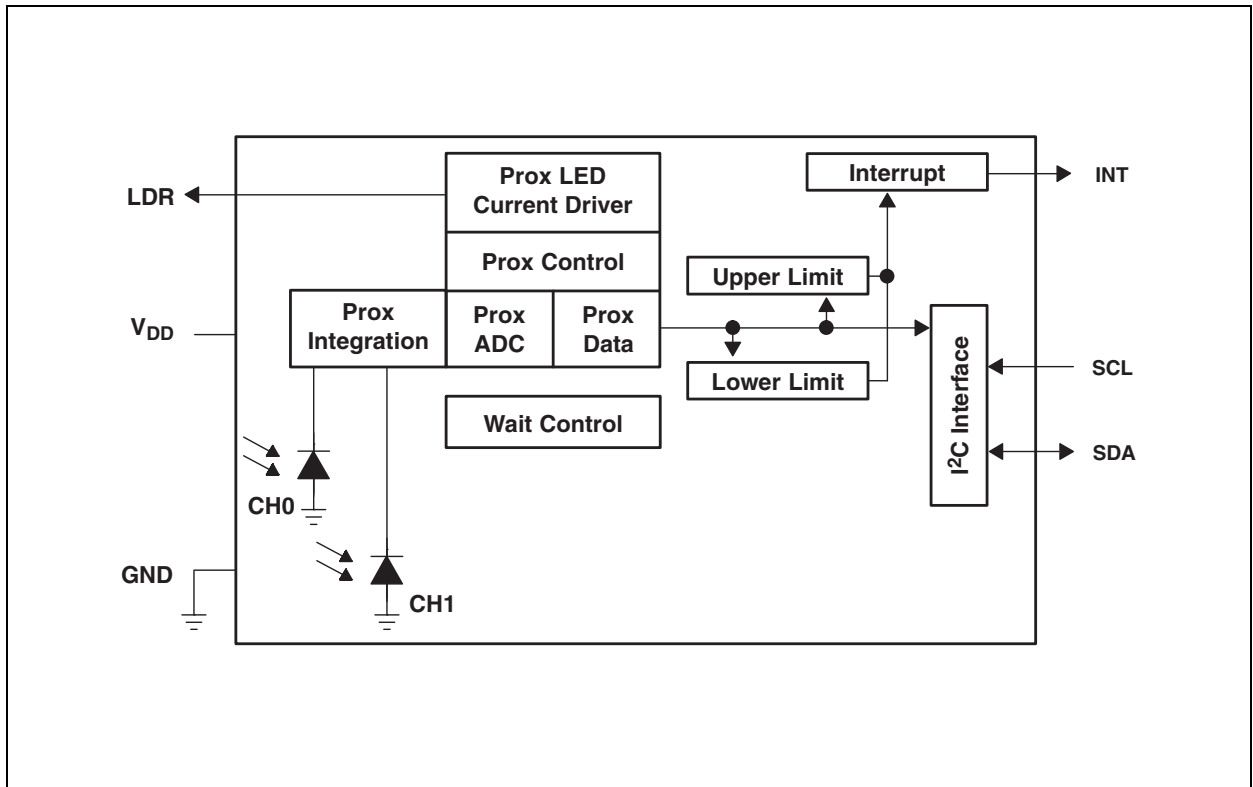 Prox LED
Current Driver
Interrupt
INT
LDR
Prox Control
Upper Limit
V_DD
Prox
Integration
Prox
ADC
Prox
Data
Lower Limit
I²C Interface
SCL
Wait Control
SDA
CH0
GND
CH1